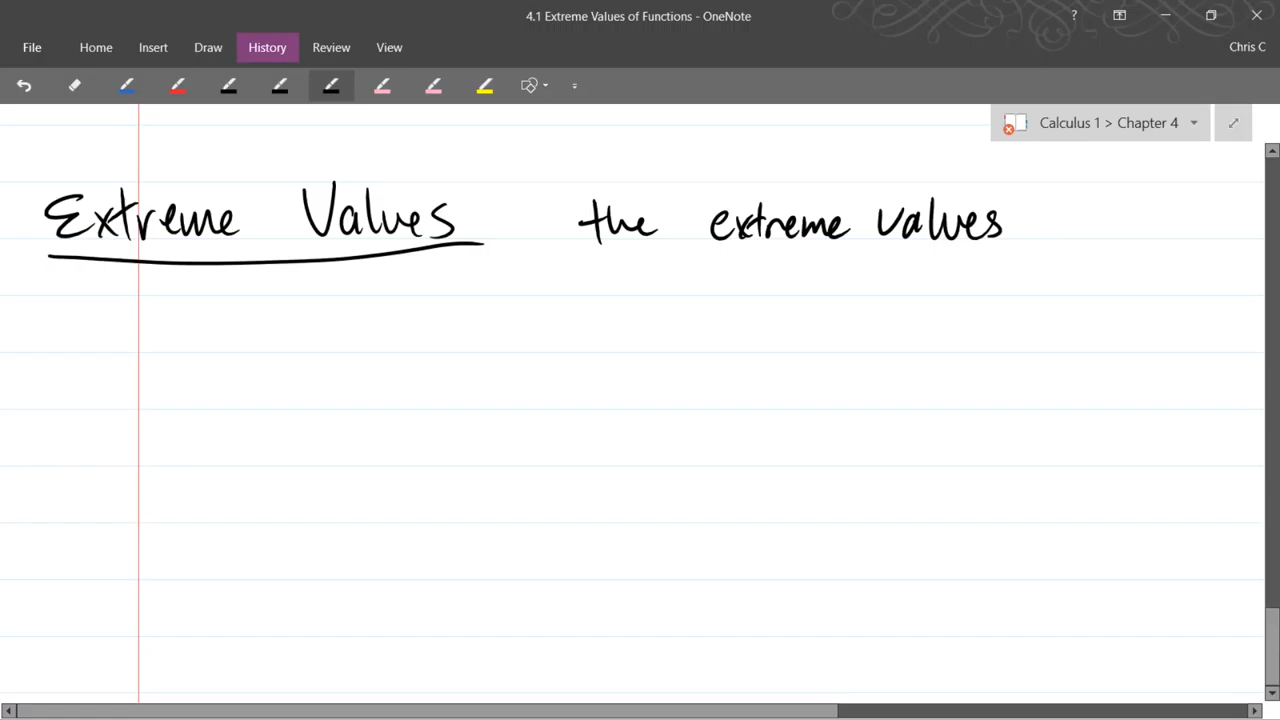 4.1 Extreme Values of Functions - OneNote
?
File Home Insert Draw History Review View
Chris C
Calculus 1 > Chapter 4
Extreme Values the extreme values